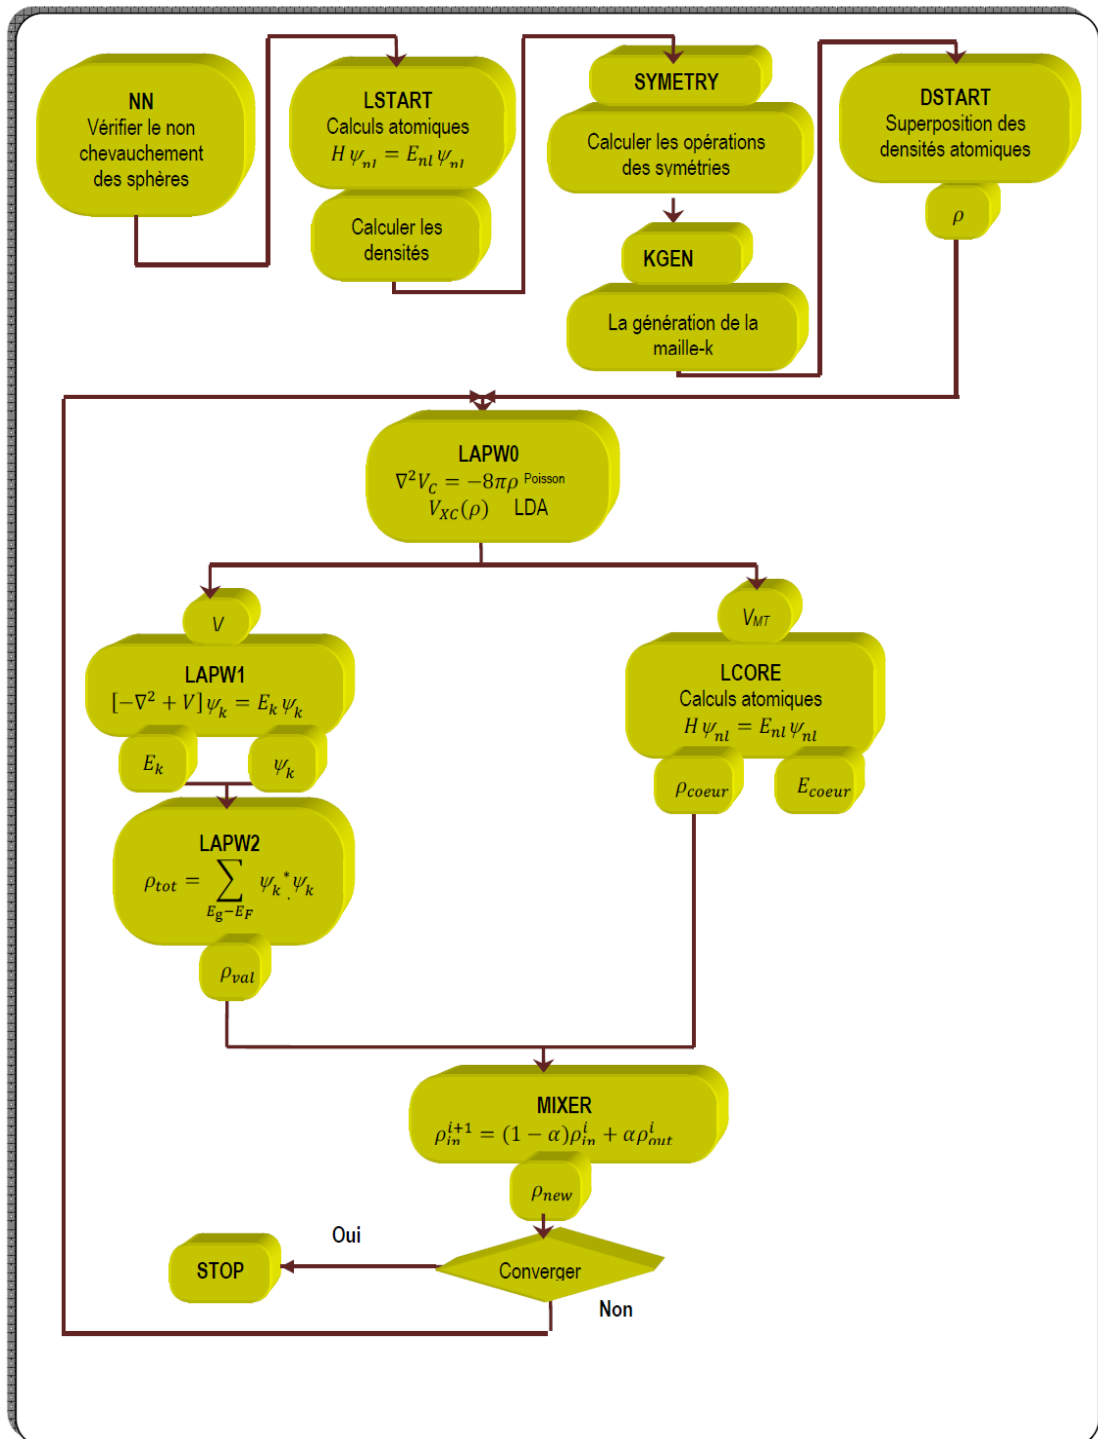 NN
Vérifier le non
chevauchement
des sphères
LSTART
Calculs atomiques
H ψ_nl = E_nl ψ_nl
Calculer les
densités
SYMETRY
Calculer les opérations
des symétries
KGEN
La génération de la
maille-k
DSTART
Superposition des
densités atomiques
ρ
LAPW0
∇²V_C = −8πρ Poisson
V_XC(ρ) LDA
V
LAPW1
[−∇² + V]ψ_k = E_k ψ_k
E_k ψ_k
LAPW2
ρ_tot = ∑ ψ_k* ψ_k
E_g−E_F
ρ_val
V_MT
LCORE
Calculs atomiques
H ψ_nl = E_nl ψ_nl
ρ_coeur E_coeur
MIXER
ρ_in^{i+1} = (1 − α)ρ_in^i + αρ_out^i
ρ_new
Converger
Oui
STOP
Non